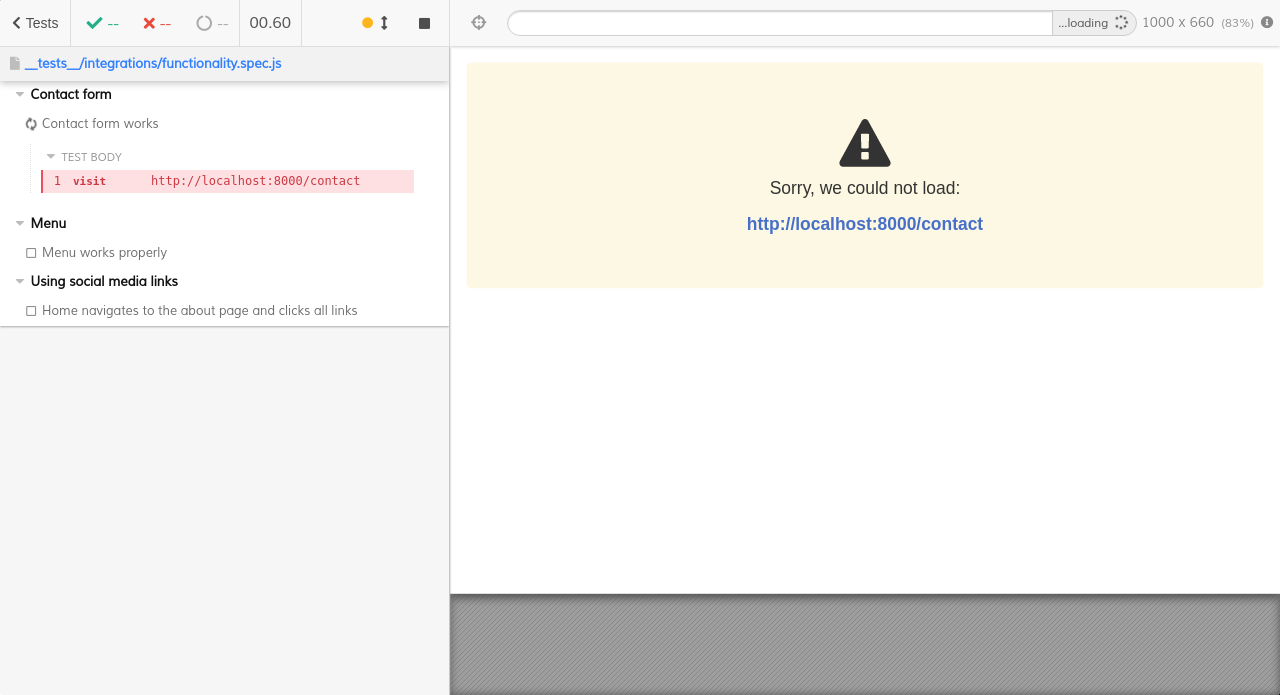 Tests -- -- -- 00.60
...loading 1000 x 660 (83%)
__tests__/integrations/functionality.spec.js
Contact form
Contact form works
TEST BODY
1 visit http://localhost:8000/contact
Menu
Menu works properly
Using social media links
Home navigates to the about page and clicks all links
Sorry, we could not load:
http://localhost:8000/contact